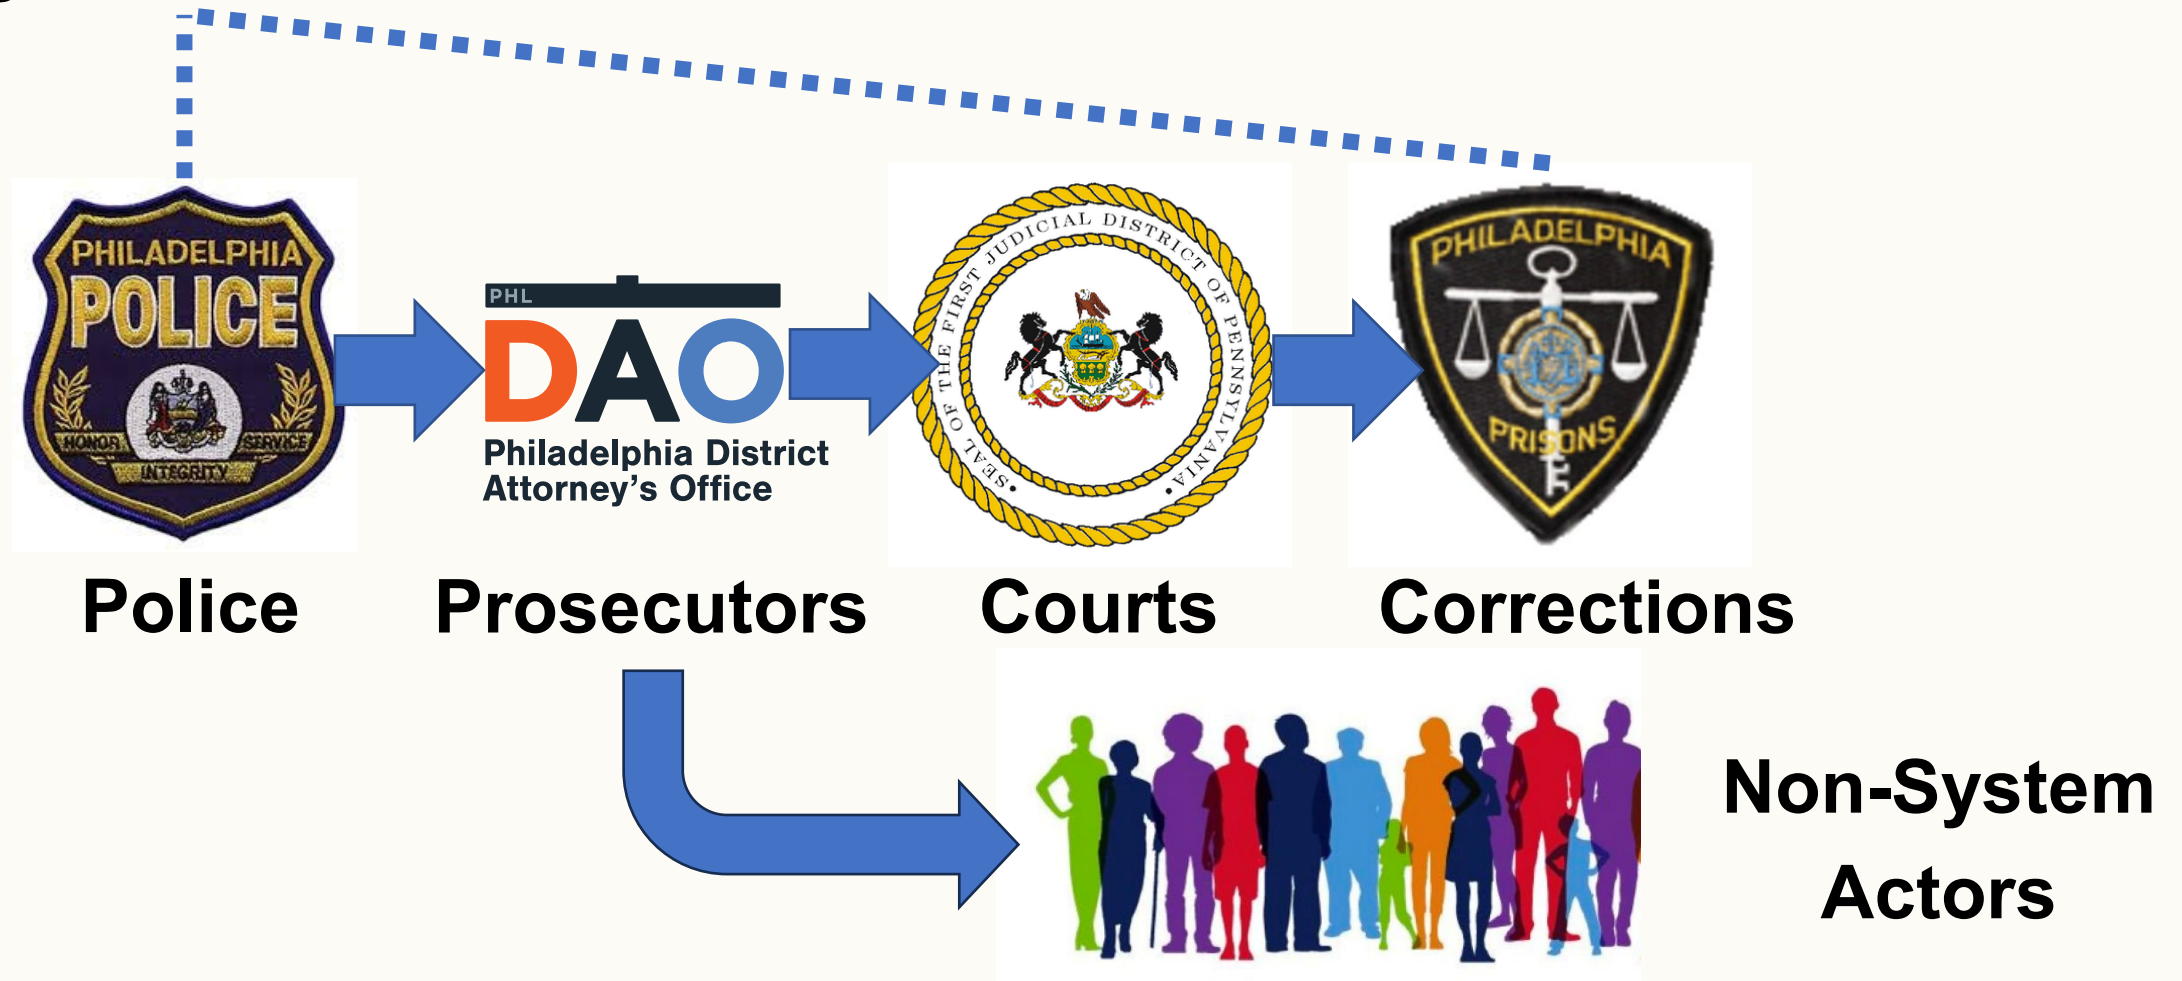 PHILADELPHIA
POLICE
HONOR
SERVICE
INTEGRITY
PHL
DAO
Philadelphia District
Attorney's Office
SEAL OF THE FIRST JUDICIAL DISTRICT OF PENNSYLVANIA
PHILADELPHIA
PRISONS
Police
Prosecutors
Courts
Corrections
Non-System
Actors